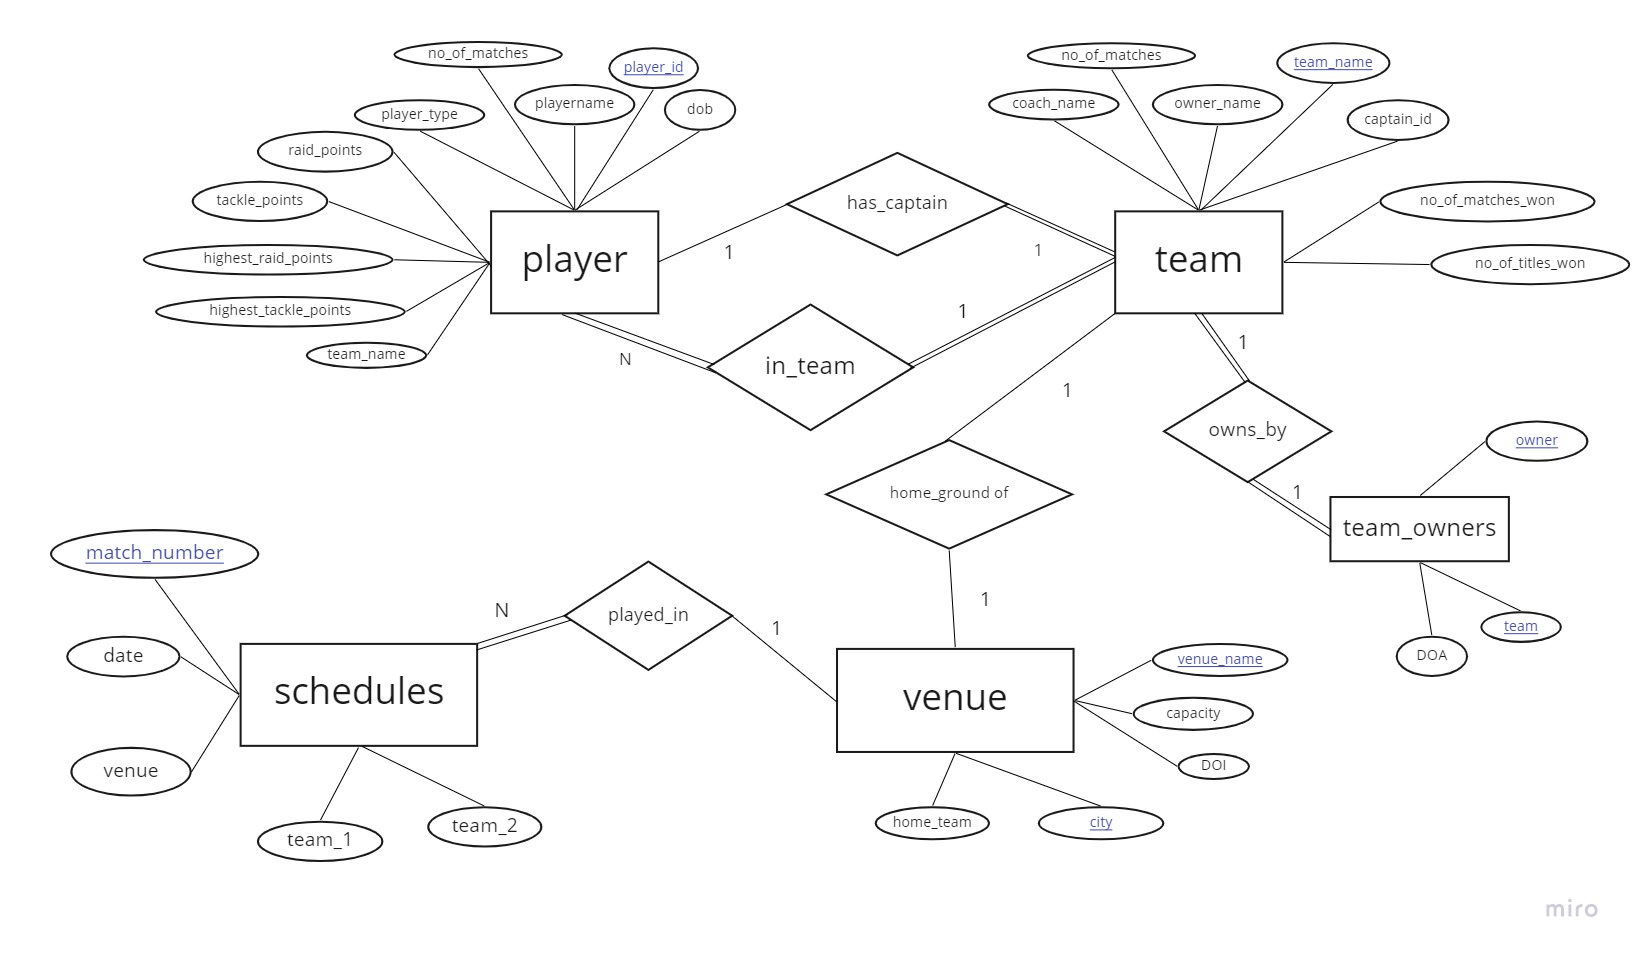 no_of_matches
player_id
playername
dob
player_type
raid_points
tackle_points
highest_raid_points
highest_tackle_points
team_name
player
no_of_matches
team_name
coach_name
owner_name
captain_id
no_of_matches_won
no_of_titles_won
team
has_captain
1
1
in_team
N
1
home_ground of
1
1
owns_by
1
1
owner
team_owners
team
DOA
match_number
date
venue
schedules
team_1
team_2
played_in
N
1
venue
venue_name
capacity
DOI
home_team
city
miro